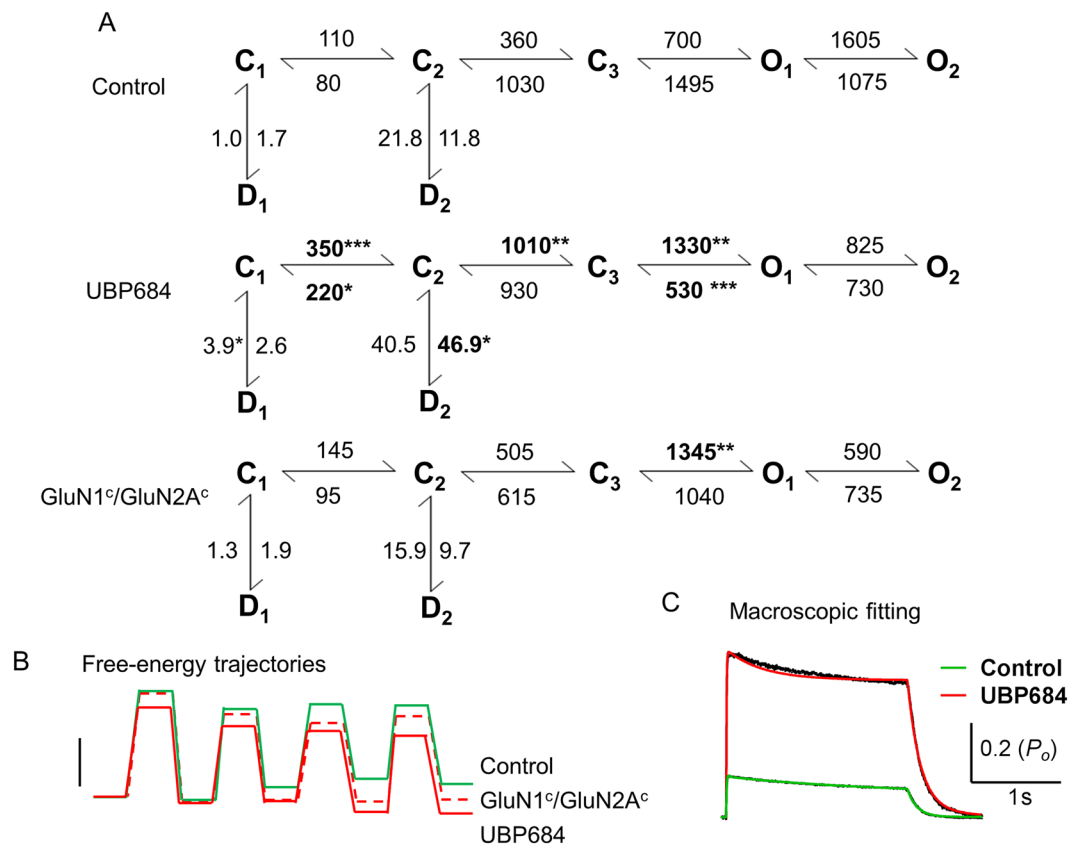 A
110 360 700 1605
C1 C2 C3 O1 O2
80 1030 1495 1075
Control
1.0 1.7 21.8 11.8
D1 D2
350*** 1010** 1330** 825
C1 C2 C3 O1 O2
UBP684 220* 930 530 *** 730
3.9* 2.6 40.5 46.9*
D1 D2
145 505 1345** 590
C1 C2 C3 O1 O2
GluN1c/GluN2Ac 95 615 1040 735
1.3 1.9 15.9 9.7
D1 D2
B Free-energy trajectories
Control
GluN1c/GluN2Ac
UBP684
C Macroscopic fitting
Control
UBP684
0.2 (Po)
1s